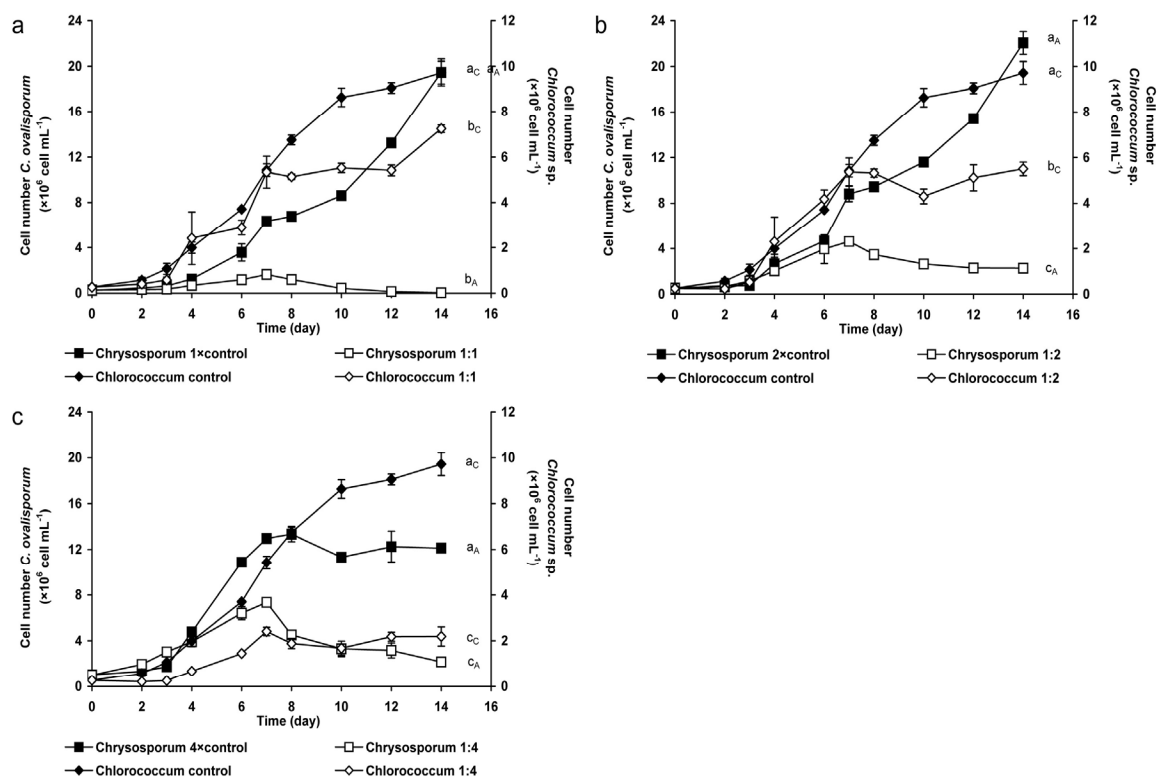 a
24
20
16
12
8
4
0
Cell number C. ovalisporum
(×10⁶ cell mL⁻¹)
12
10
8
6
4
2
0
Cell number
Chlorococcum sp.
(×10⁶ cell mL⁻¹)
aC aA
bC
bA
0 2 4 6 8 10 12 14 16
Time (day)
Chrysosporum 1×control
Chrysosporum 1:1
Chlorococcum control
Chlorococcum 1:1
b
24
20
16
12
8
4
0
Cell number C. ovalisporum
(×10⁶ cell mL⁻¹)
12
10
8
6
4
2
0
Cell number
Chlorococcum sp.
(×10⁶ cell mL⁻¹)
aA
aC
bC
cA
0 2 4 6 8 10 12 14 16
Time (day)
Chrysosporum 2×control
Chrysosporum 1:2
Chlorococcum control
Chlorococcum 1:2
c
24
20
16
12
8
4
0
Cell number C. ovalisporum
(×10⁶ cell mL⁻¹)
12
10
8
6
4
2
0
Cell number
Chlorococcum sp.
(×10⁶ cell mL⁻¹)
aC
aA
cC
cA
0 2 4 6 8 10 12 14 16
Time (day)
Chrysosporum 4×control
Chrysosporum 1:4
Chlorococcum control
Chlorococcum 1:4